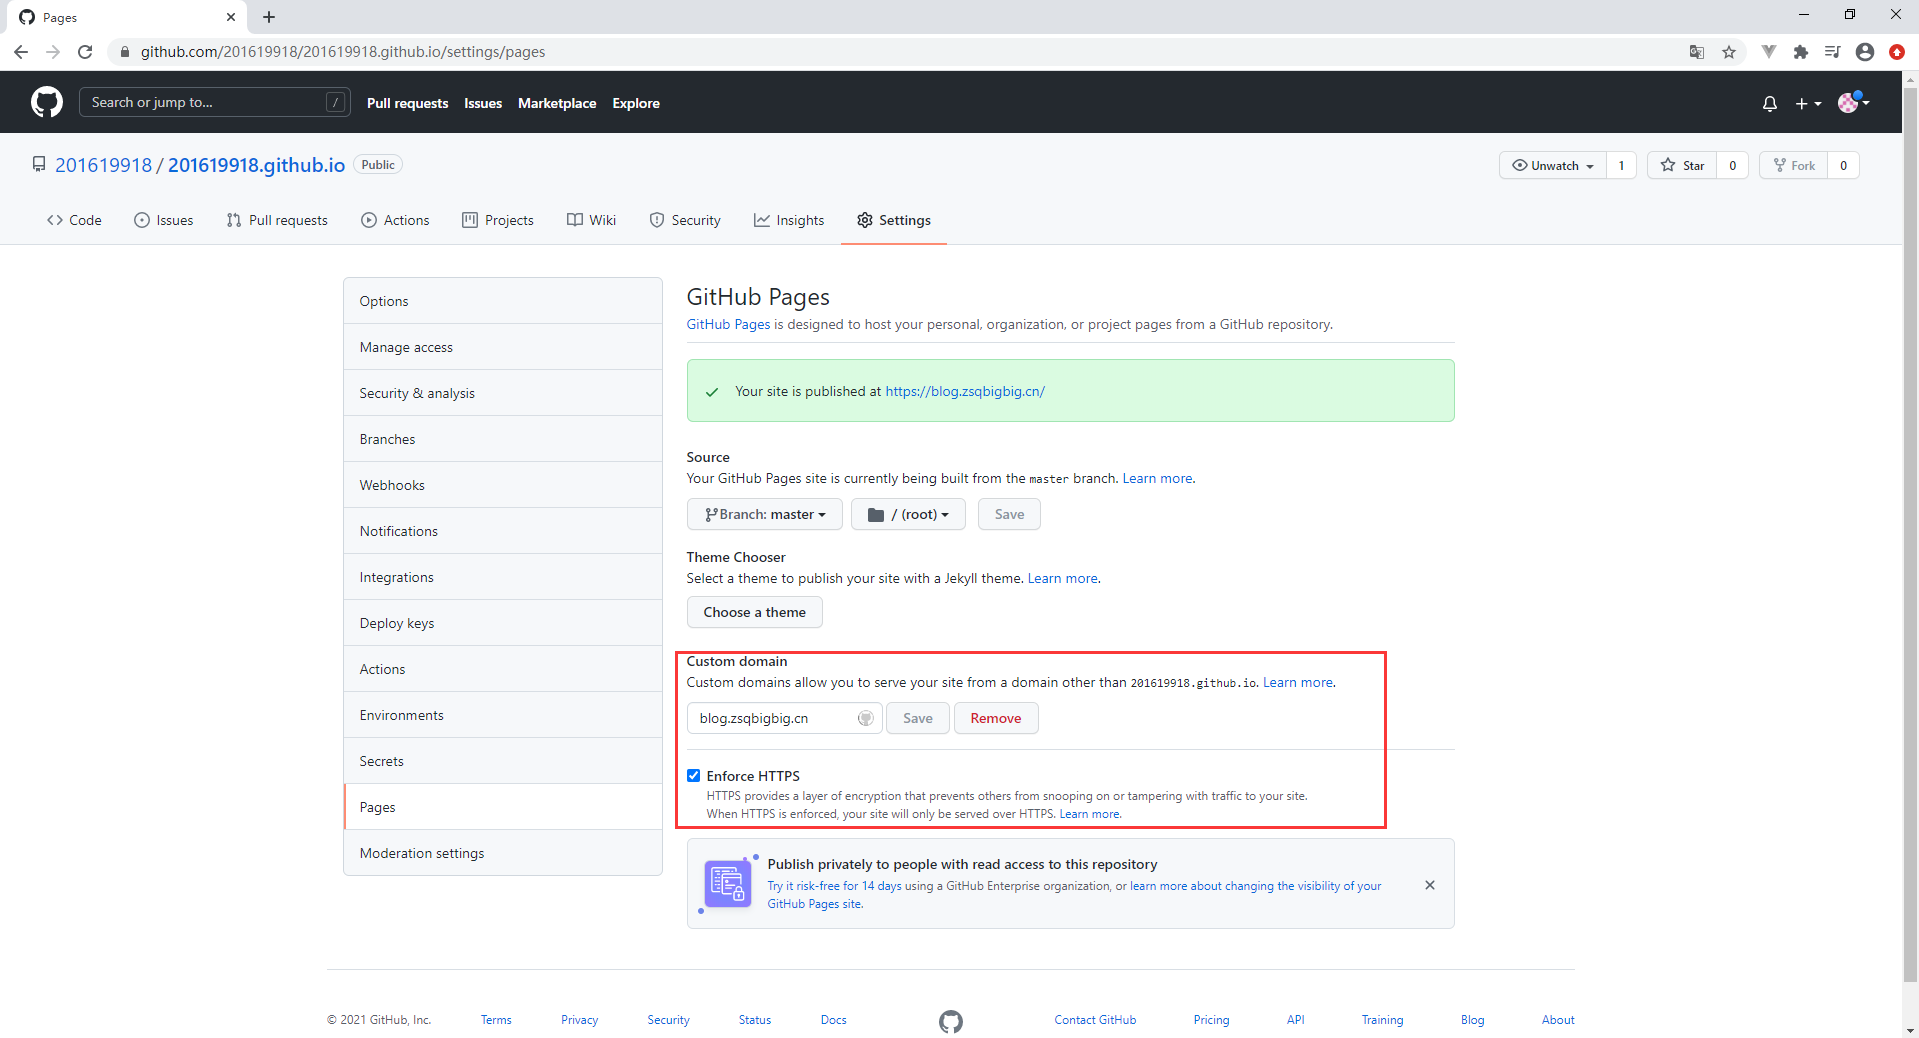 Pages
github.com/201619918/201619918.github.io/settings/pages
Search or jump to... /
Pull requests Issues Marketplace Explore
201619918 / 201619918.github.io Public
Unwatch 1 Star 0 Fork 0
Code Issues Pull requests Actions Projects Wiki Security Insights Settings
Options
Manage access
Security & analysis
Branches
Webhooks
Notifications
Integrations
Deploy keys
Actions
Environments
Secrets
Pages
Moderation settings
GitHub Pages
GitHub Pages is designed to host your personal, organization, or project pages from a GitHub repository.
Your site is published at https://blog.zsqbigbig.cn/
Source
Your GitHub Pages site is currently being built from the master branch. Learn more.
Branch: master / (root) Save
Theme Chooser
Select a theme to publish your site with a Jekyll theme. Learn more.
Choose a theme
Custom domain
Custom domains allow you to serve your site from a domain other than 201619918.github.io. Learn more.
blog.zsqbigbig.cn Save Remove
Enforce HTTPS
HTTPS provides a layer of encryption that prevents others from snooping on or tampering with traffic to your site.
When HTTPS is enforced, your site will only be served over HTTPS. Learn more.
Publish privately to people with read access to this repository
Try it risk-free for 14 days using a GitHub Enterprise organization, or learn more about changing the visibility of your
GitHub Pages site.
© 2021 GitHub, Inc. Terms Privacy Security Status Docs Contact GitHub Pricing API Training Blog About